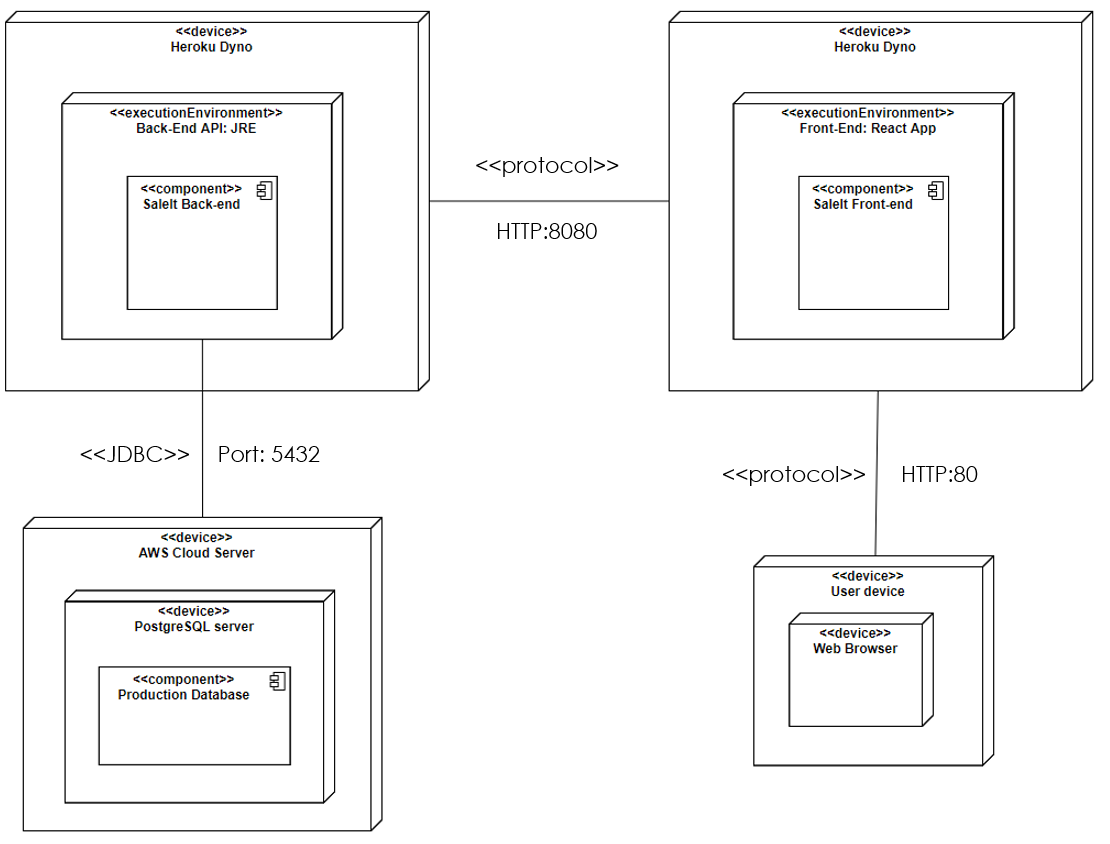 <<device>>
Heroku Dyno
<<executionEnvironment>>
Back-End API: JRE
<<component>>
SaleIt Back-end
<<protocol>>
HTTP:8080
<<device>>
Heroku Dyno
<<executionEnvironment>>
Front-End: React App
<<component>>
SaleIt Front-end
<<JDBC>> Port: 5432
<<protocol>> HTTP:80
<<device>>
AWS Cloud Server
<<device>>
PostgreSQL server
<<component>>
Production Database
<<device>>
User device
<<device>>
Web Browser